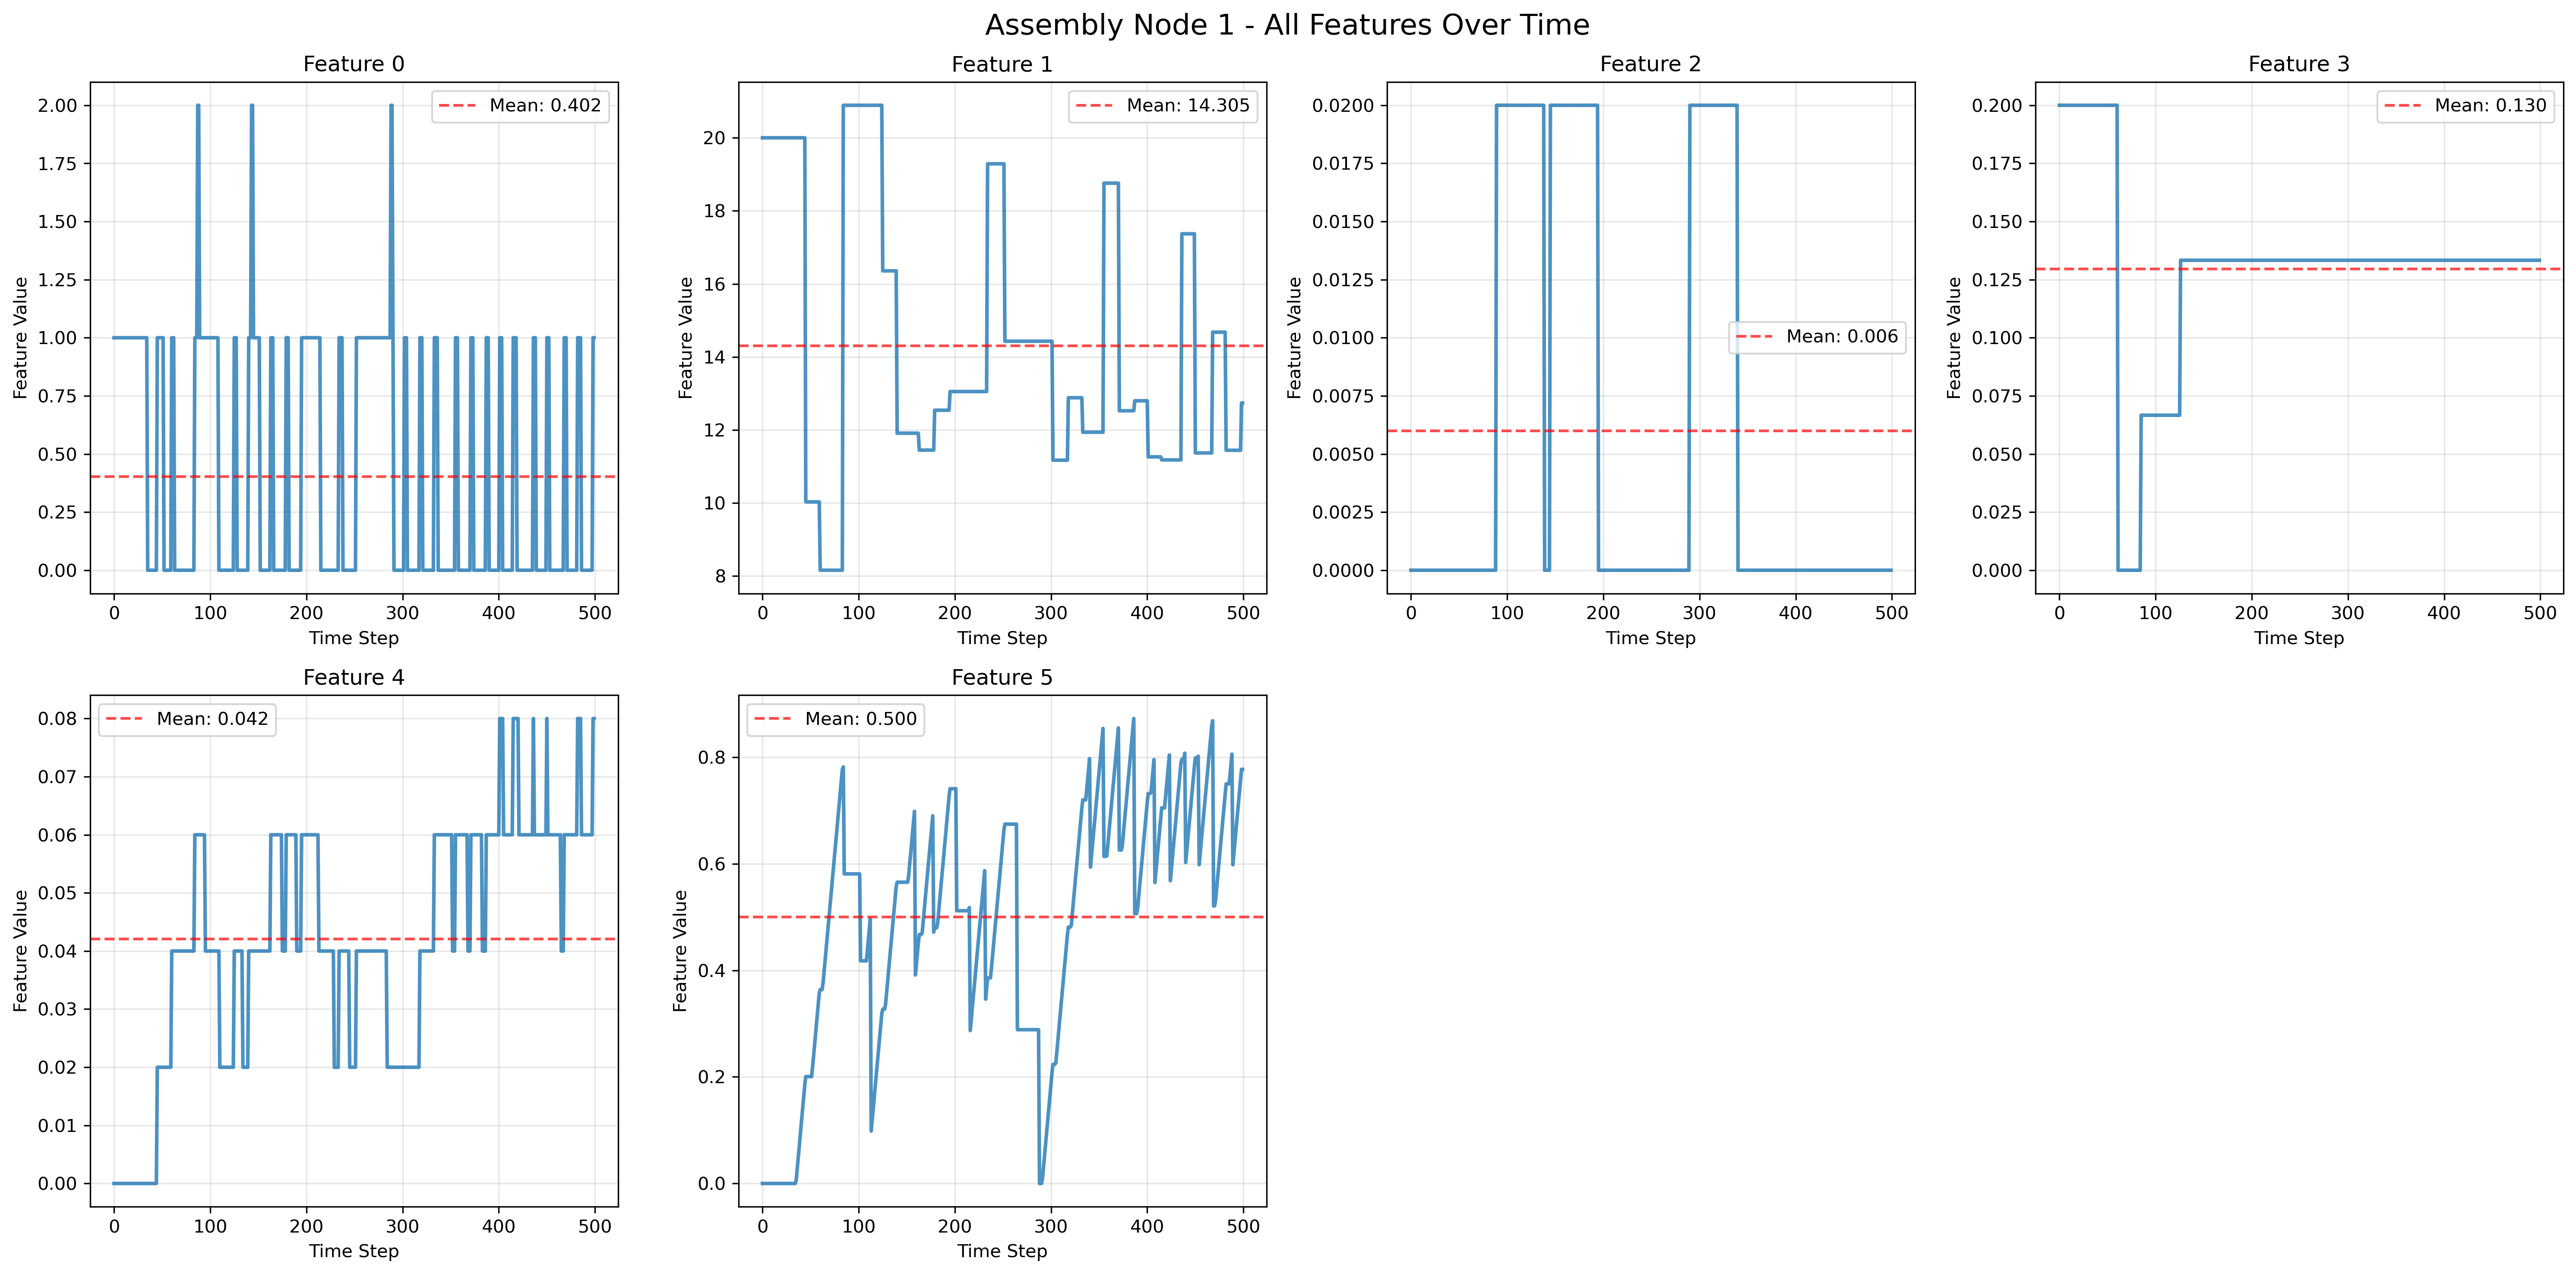 Assembly Node 1 - All Features Over Time
Feature 0
2.00
1.75
1.50
1.25
1.00
0.75
0.50
0.25
0.00
Feature Value
Mean: 0.402
0 100 200 300 400 500
Time Step
Feature 1
20
18
16
14
12
10
8
Feature Value
Mean: 14.305
0 100 200 300 400 500
Time Step
Feature 2
0.0200
0.0175
0.0150
0.0125
0.0100
0.0075
0.0050
0.0025
0.0000
Feature Value
Mean: 0.006
0 100 200 300 400 500
Time Step
Feature 3
0.200
0.175
0.150
0.125
0.100
0.075
0.050
0.025
0.000
Feature Value
Mean: 0.130
0 100 200 300 400 500
Time Step
Feature 4
0.08
0.07
0.06
0.05
0.04
0.03
0.02
0.01
0.00
Feature Value
Mean: 0.042
0 100 200 300 400 500
Time Step
Feature 5
0.8
0.6
0.4
0.2
0.0
Feature Value
Mean: 0.500
0 100 200 300 400 500
Time Step